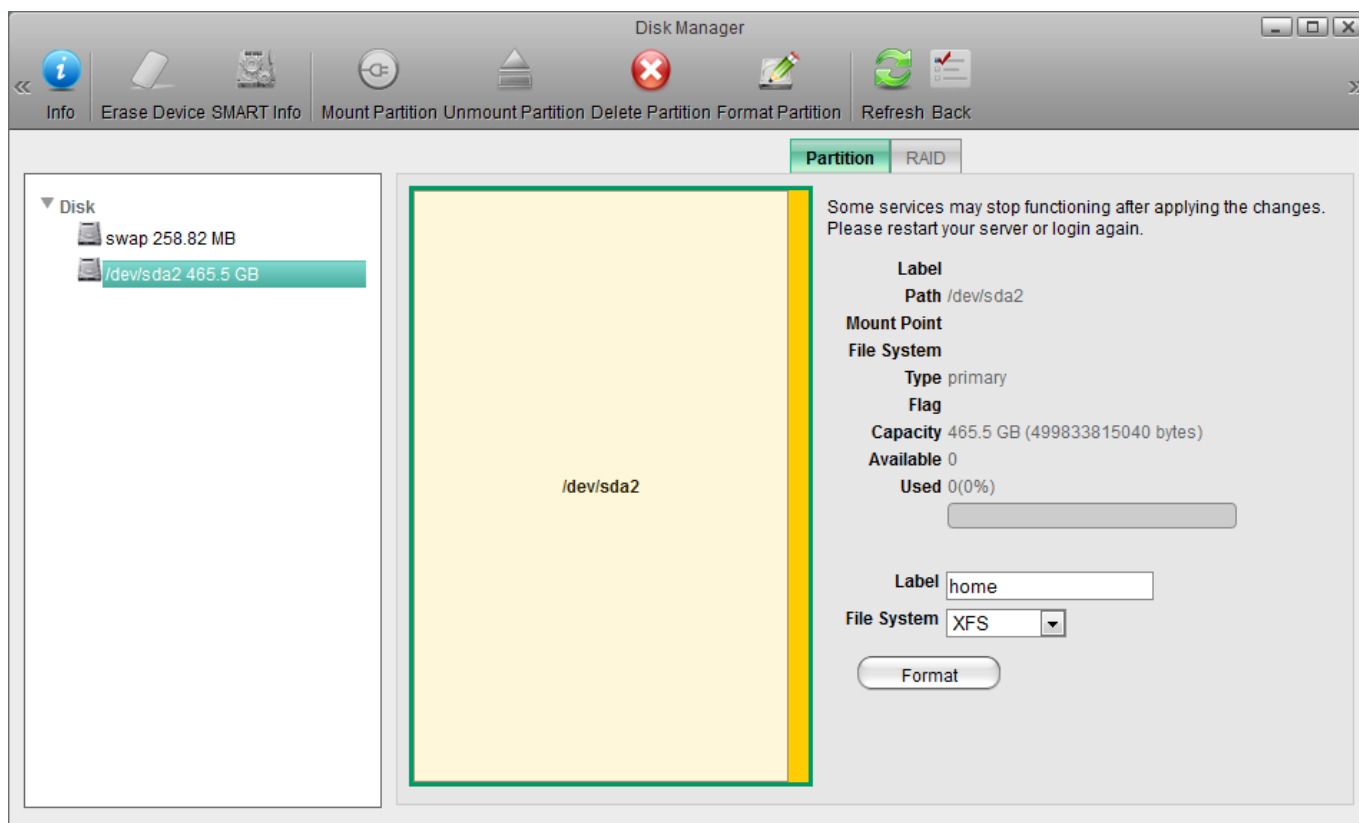 Disk Manager
Info Erase Device SMART Info Mount Partition Unmount Partition Delete Partition Format Partition Refresh Back
Partition RAID
Disk
swap 258.82 MB
/dev/sda2 465.5 GB
/dev/sda2
Some services may stop functioning after applying the changes.
Please restart your server or login again.
Label
Path /dev/sda2
Mount Point
File System
Type primary
Flag
Capacity 465.5 GB (499833815040 bytes)
Available 0
Used 0(0%)
Label home
File System XFS
Format